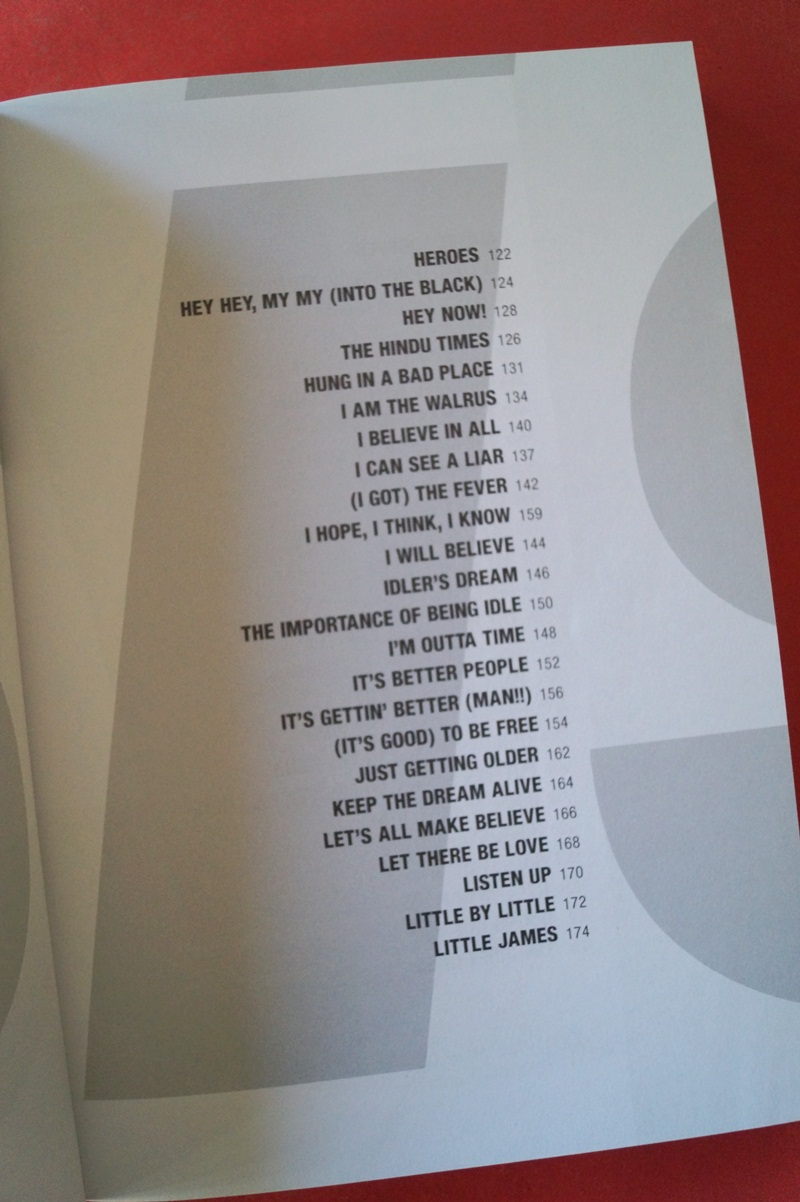 HEROES 122
HEY HEY, MY MY (INTO THE BLACK) 124
HEY NOW! 128
THE HINDU TIMES 126
HUNG IN A BAD PLACE 131
I AM THE WALRUS 134
I BELIEVE IN ALL 140
I CAN SEE A LIAR 137
(I GOT) THE FEVER 142
I HOPE, I THINK, I KNOW 159
I WILL BELIEVE 144
IDLER'S DREAM 146
THE IMPORTANCE OF BEING IDLE 150
I'M OUTTA TIME 148
IT'S BETTER PEOPLE 152
IT'S GETTIN' BETTER (MAN!!) 156
(IT'S GOOD) TO BE FREE 154
JUST GETTING OLDER 162
KEEP THE DREAM ALIVE 164
LET'S ALL MAKE BELIEVE 166
LET THERE BE LOVE 168
LISTEN UP 170
LITTLE BY LITTLE 172
LITTLE JAMES 174